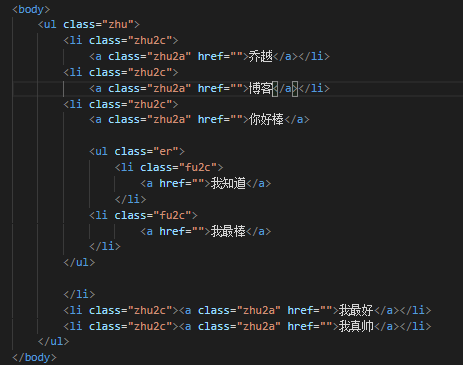 <body>
<ul class="zhu">
<li class="zhu2c">
<a class="zhu2a" href="">乔越</a></li>
<li class="zhu2c">
<a class="zhu2a" href="">博客</a></li>
<li class="zhu2c">
<a class="zhu2a" href="">你好棒</a>
<ul class="er">
<li class="fu2c">
<a href="">我知道</a>
</li>
<li class="fu2c">
<a href="">我最棒</a>
</li>
</ul>
</li>
<li class="zhu2c"><a class="zhu2a" href="">我最好</a></li>
<li class="zhu2c"><a class="zhu2a" href="">我真帅</a></li>
</ul>
</body>